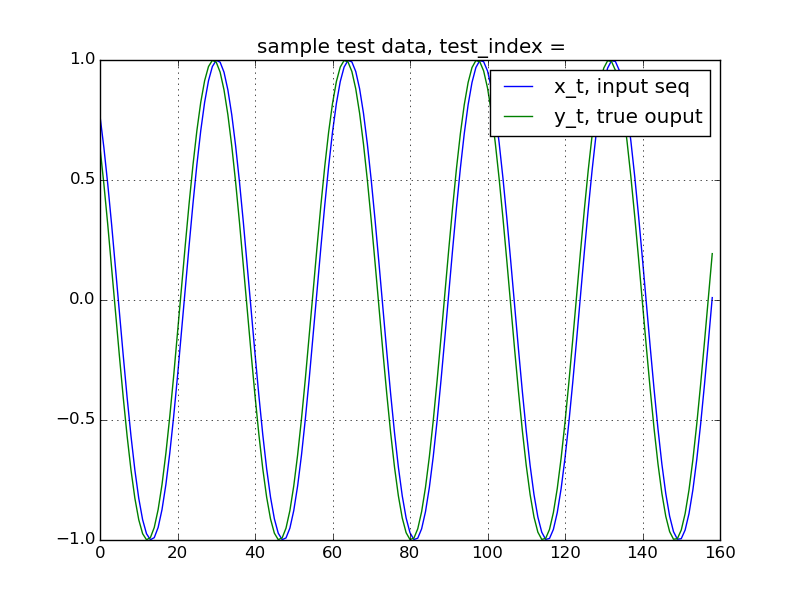 sample test data, test_index =
x_t, input seq
y_t, true ouput
1.0
0.5
0.0
−0.5
−1.0
0 20 40 60 80 100 120 140 160